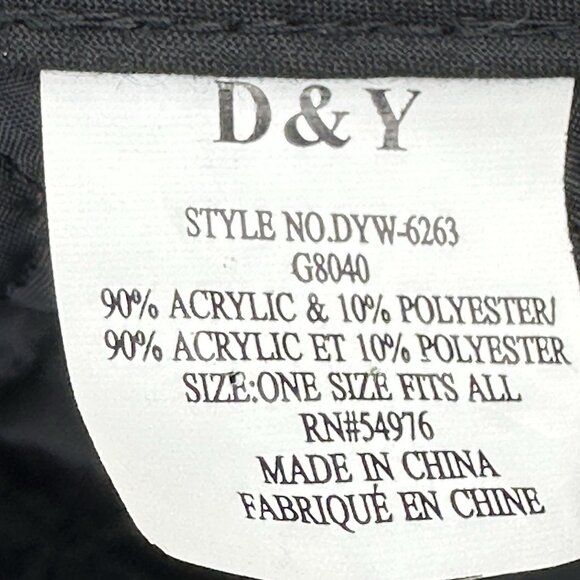 D & Y
STYLE NO.DYW-6263
G8040
90% ACRYLIC & 10% POLYESTER/
90% ACRYLIC ET 10% POLYESTER
SIZE:ONE SIZE FITS ALL
RN#54976
MADE IN CHINA
FABRIQUÉ EN CHINE